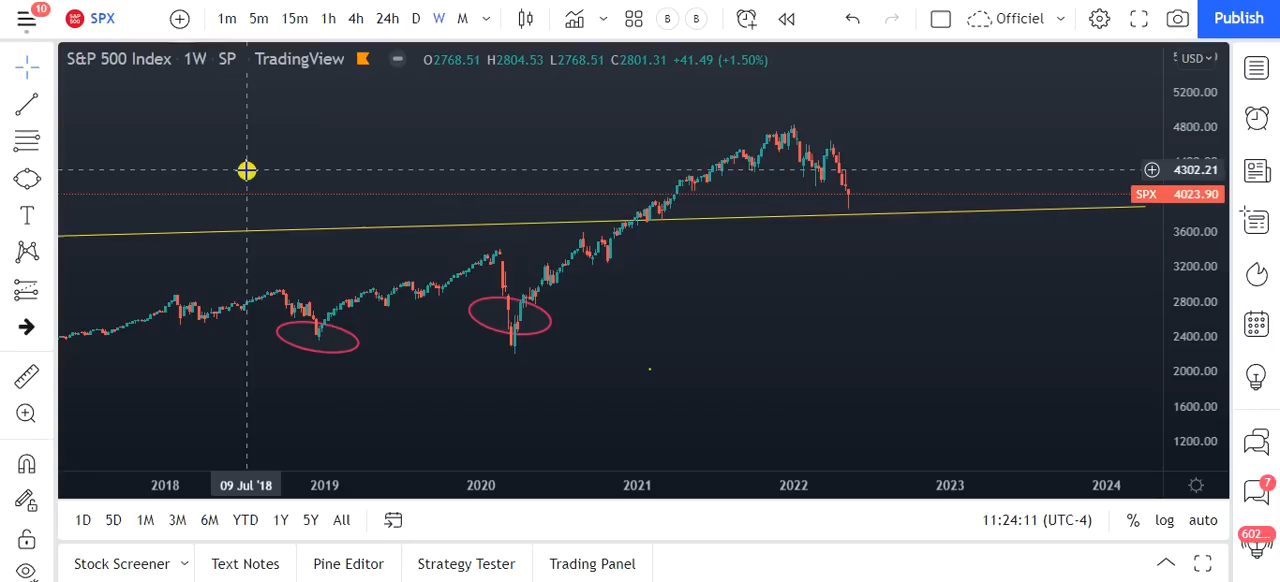 10 S&P 500 SPX 1m 5m 15m 1h 4h 24h D W M B B Officiel Publish
S&P 500 Index · 1W · SP · TradingView O2768.51 H2804.53 L2768.51 C2801.31 +41.49 (+1.50%)
USD
5200.00
4800.00
4302.21
SPX 4023.90
3600.00
3200.00
2800.00
2400.00
2000.00
1600.00
1200.00
2018 09 Jul '18 2019 2020 2021 2022 2023 2024
1D 5D 1M 3M 6M YTD 1Y 5Y All 11:24:11 (UTC-4) % log auto
7
602...
Stock Screener Text Notes Pine Editor Strategy Tester Trading Panel